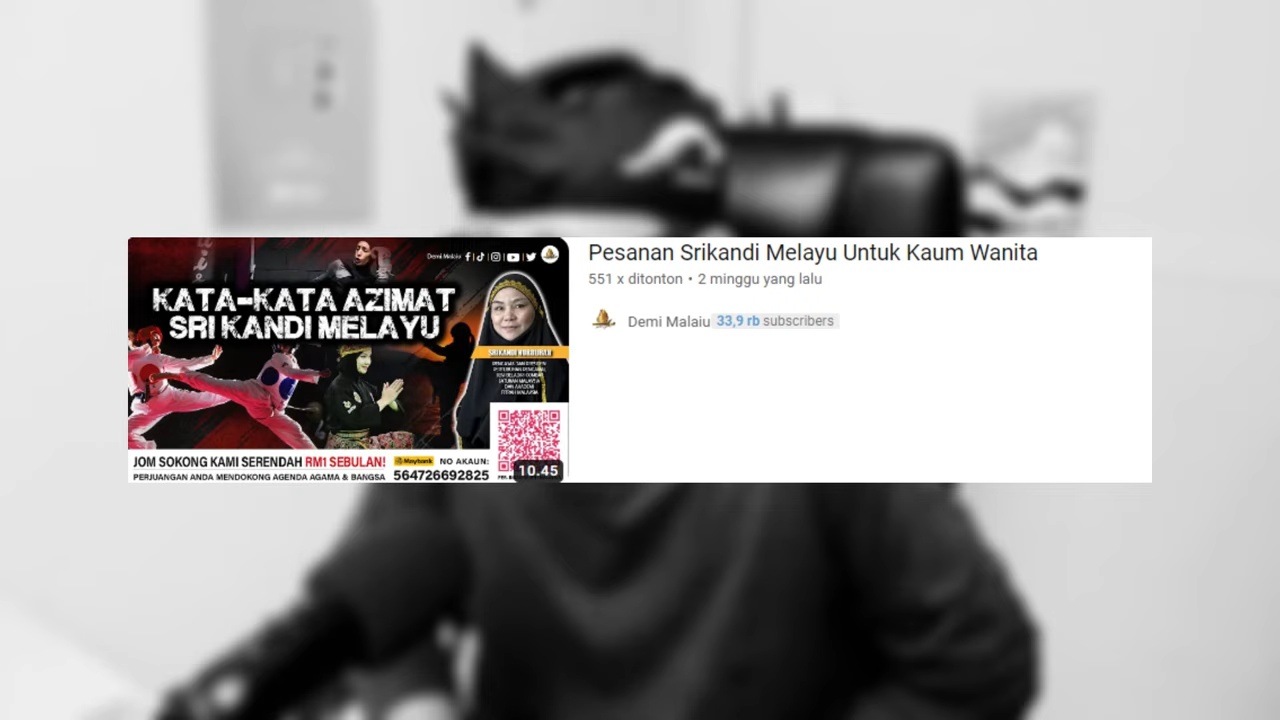 Demi Malaiu
KATA-KATA AZIMAT
SRI KANDI MELAYU
JOM SOKONG KAMI SERENDAH RM1 SEBULAN!
PERJUANGAN ANDA MENDOKONG AGENDA AGAMA & BANGSA
Maybank
NO AKAUN:
564726692825
10.45
Pesanan Srikandi Melayu Untuk Kaum Wanita
551 x ditonton • 2 minggu yang lalu
Demi Malaiu 33,9 rb subscribers